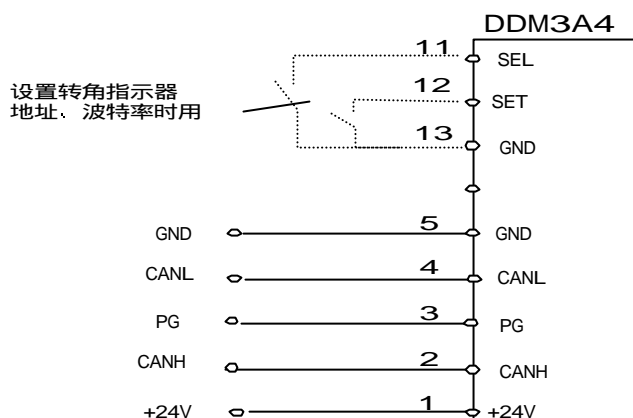 DDM3A4
11 SEL
设置转角指示器
地址、波特率时用
12 SET
13 GND
GND 5 GND
CANL 4 CANL
PG 3 PG
CANH 2 CANH
+24V 1 +24V